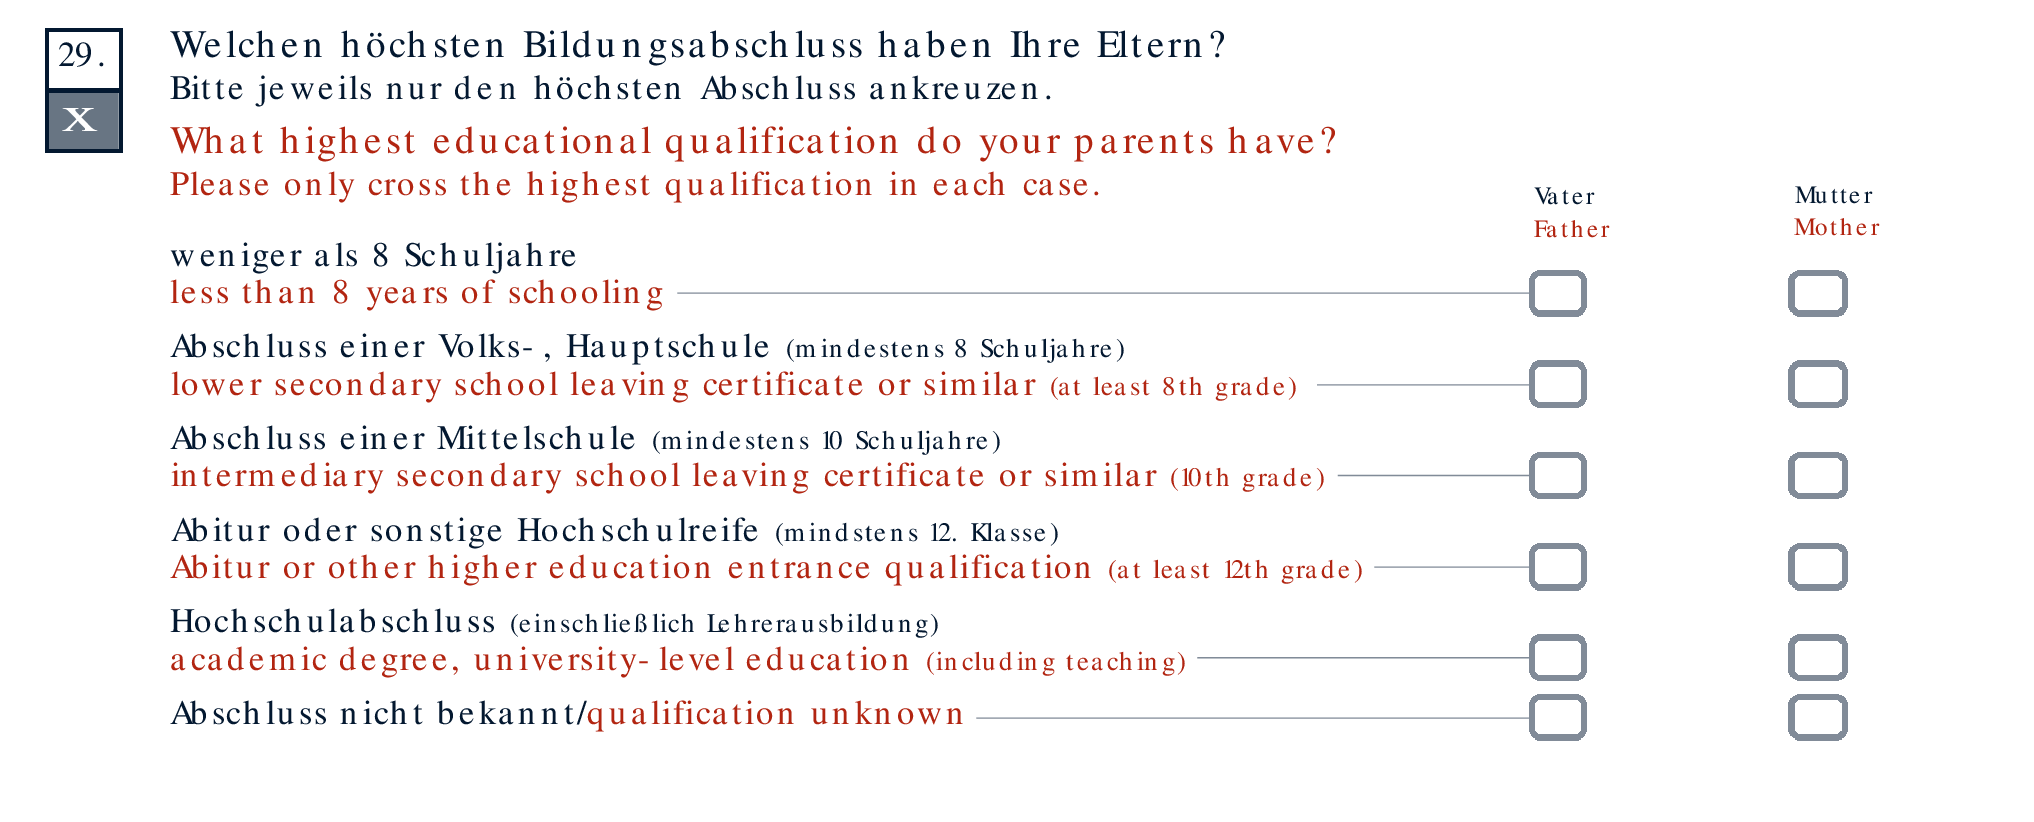 29.
X
Welchen höchsten Bildungsabschluss haben Ihre Eltern?
Bitte jeweils nur den höchsten Abschluss ankreuzen.
What highest educational qualification do your parents have?
Please only cross the highest qualification in each case.
Vater Mutter
Father Mother
weniger als 8 Schuljahre
less than 8 years of schooling
Abschluss einer Volks-, Hauptschule (mindestens 8 Schuljahre)
lower secondary school leaving certificate or similar (at least 8th grade)
Abschluss einer Mittelschule (mindestens 10 Schuljahre)
intermediary secondary school leaving certificate or similar (10th grade)
Abitur oder sonstige Hochschulreife (mindstens 12. Klasse)
Abitur or other higher education entrance qualification (at least 12th grade)
Hochschulabschluss (einschließlich Lehrerausbildung)
academic degree, university-level education (including teaching)
Abschluss nicht bekannt/qualification unknown